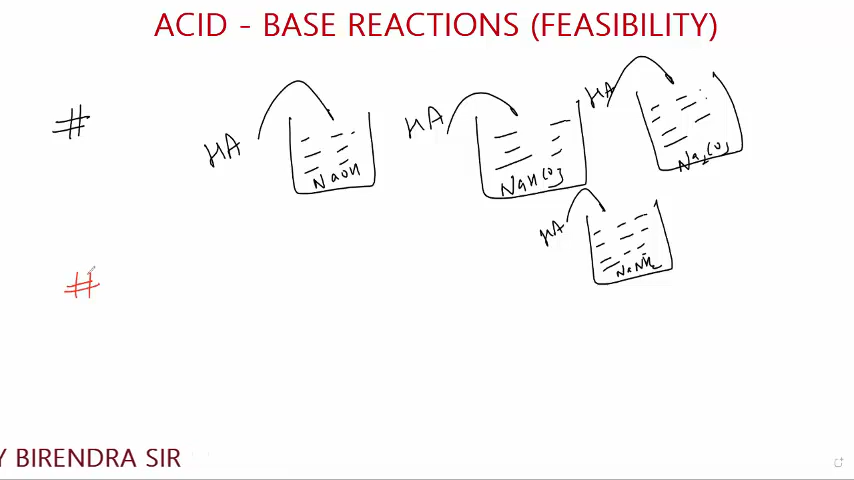 ACID - BASE REACTIONS (FEASIBILITY)
#
HA
NaOH
HA
NaHCO3
HA
Na2CO3
HA
NaNH2
#
Y BIRENDRA SIR